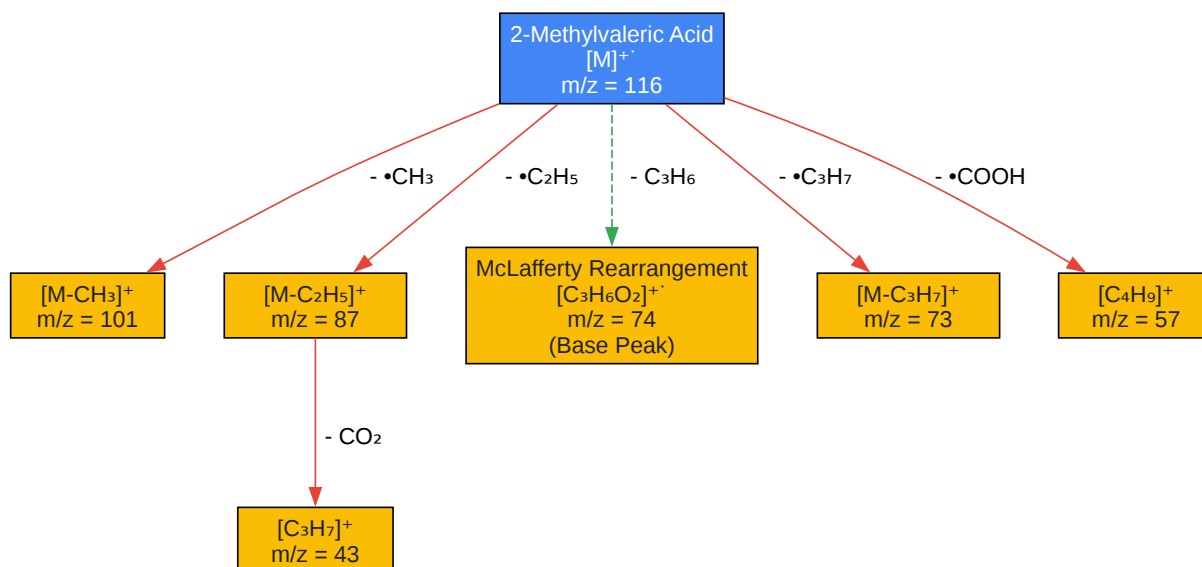 2-Methylvaleric Acid
[M]⁺˙
m/z = 116
- •CH₃
- •C₂H₅
- C₃H₆
- •C₃H₇
- •COOH
[M-CH₃]⁺
m/z = 101
[M-C₂H₅]⁺
m/z = 87
McLafferty Rearrangement
[C₃H₆O₂]⁺˙
m/z = 74
(Base Peak)
[M-C₃H₇]⁺
m/z = 73
[C₄H₉]⁺
m/z = 57
- CO₂
[C₃H₇]⁺
m/z = 43